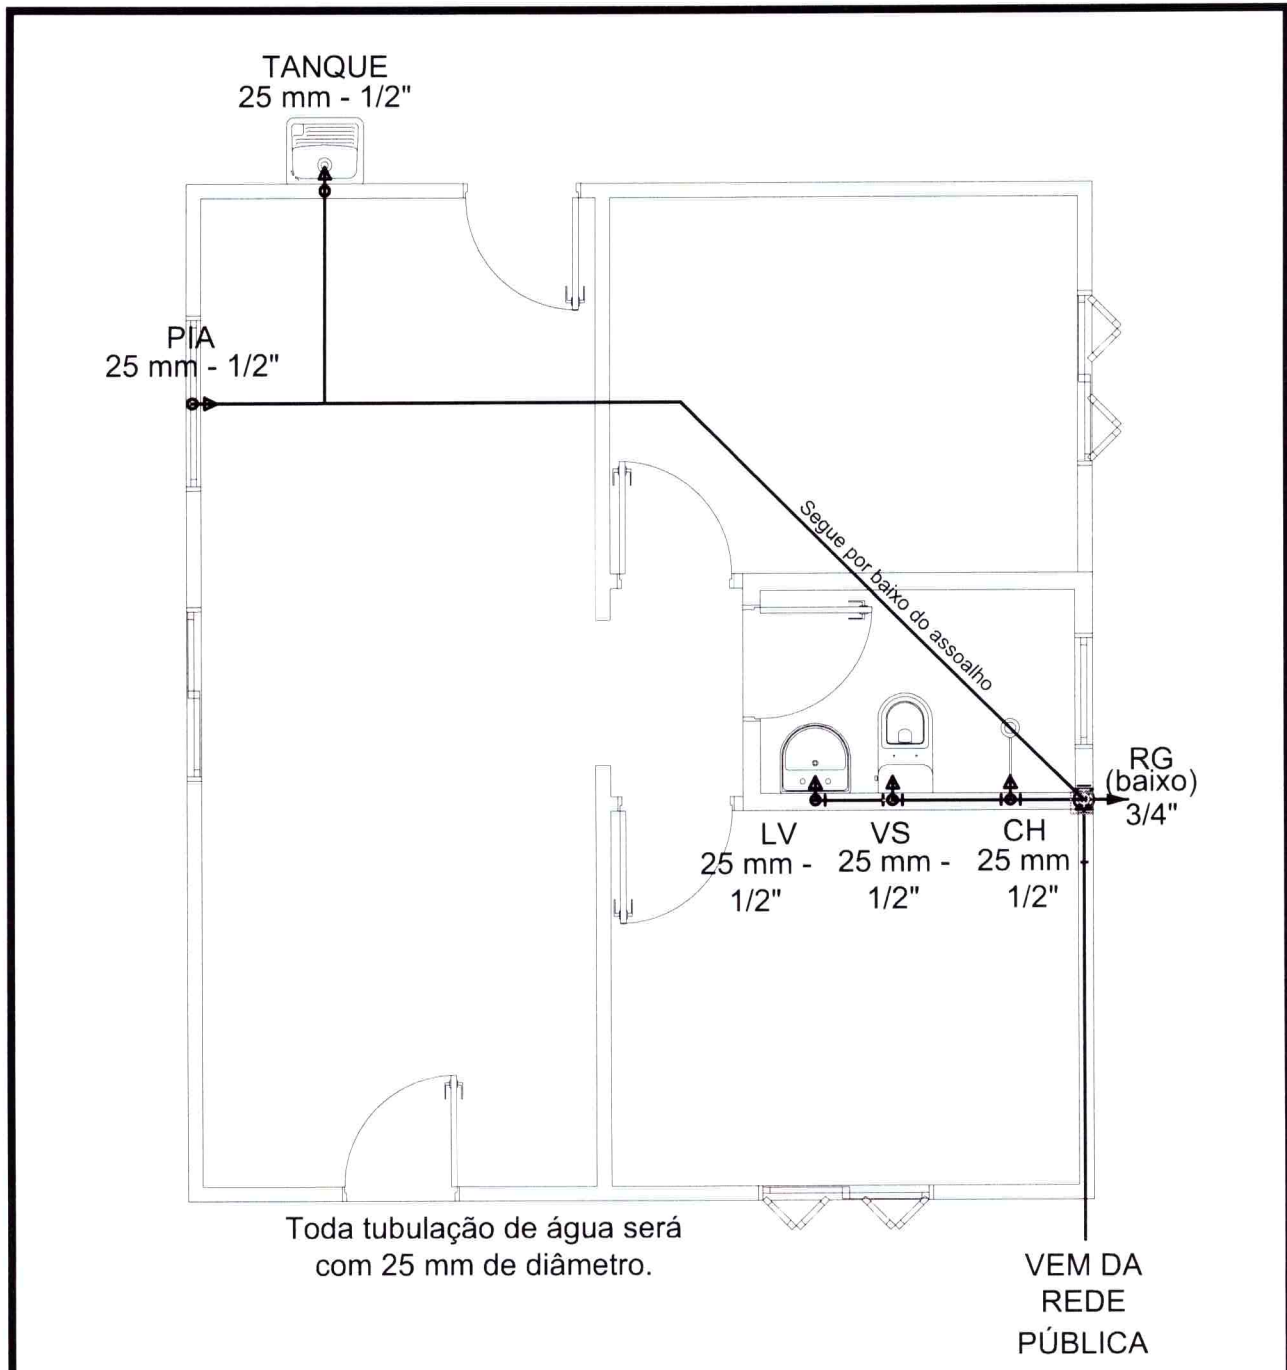 TANQUE
25 mm - 1/2"
PIA
25 mm - 1/2"
Segue por baixo do assoalho
RG
(baixo)
3/4"
LV
25 mm -
1/2"
VS
25 mm -
1/2"
CH
25 mm -
1/2"
Toda tubulação de água será
com 25 mm de diâmetro.
VEM DA
REDE
PÚBLICA